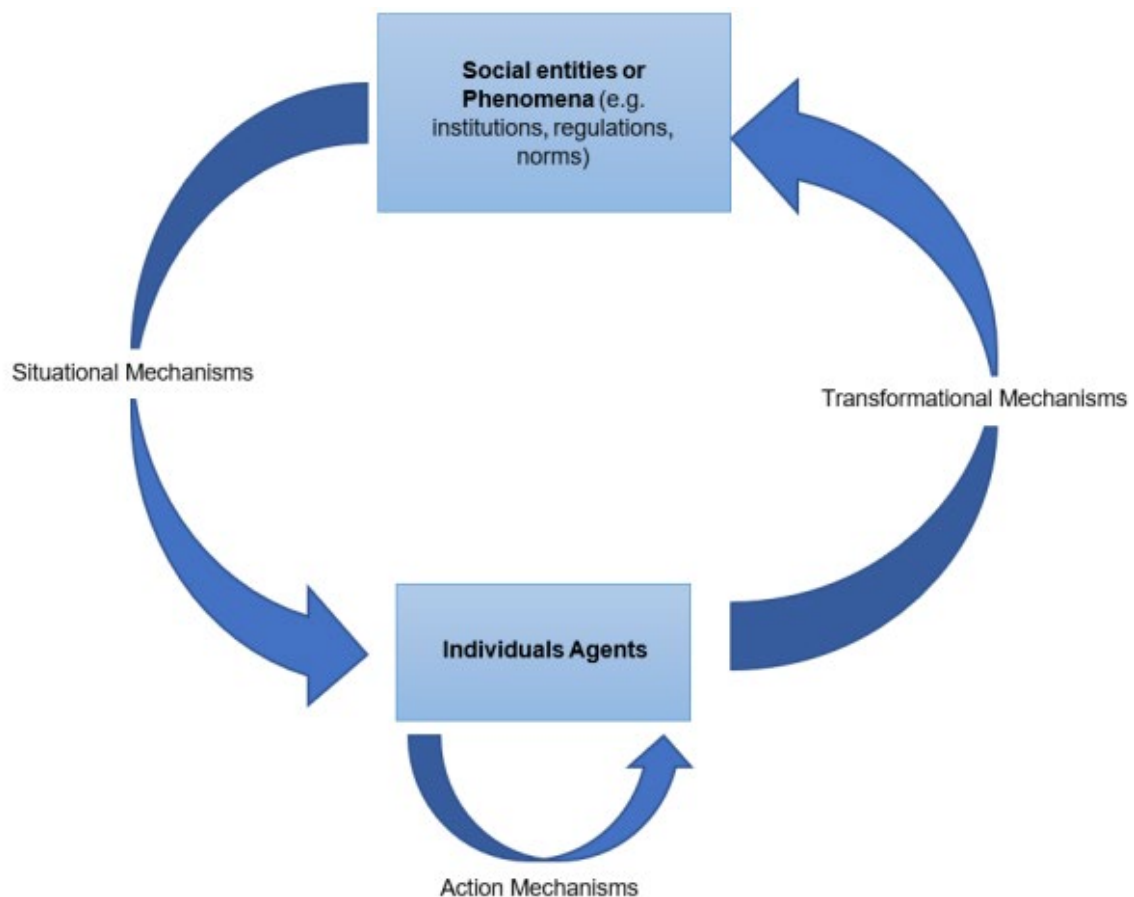 Social entities or
Phenomena (e.g.
institutions, regulations,
norms)
Situational Mechanisms
Transformational Mechanisms
Individuals Agents
Action Mechanisms